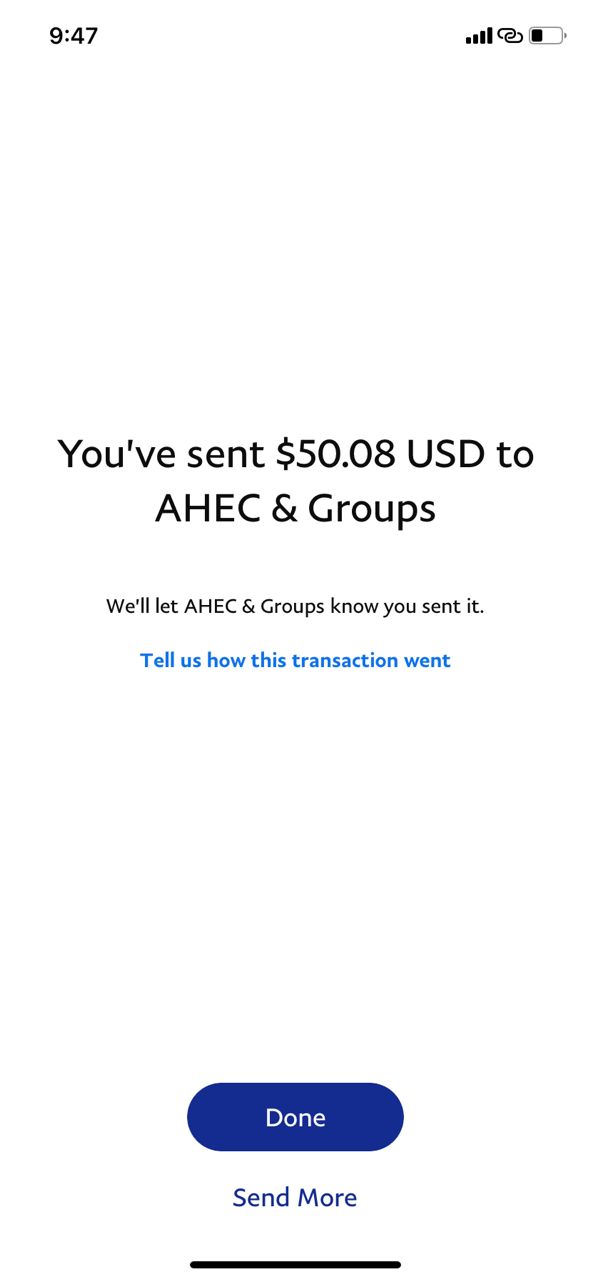 9:47
You've sent $50.08 USD to
AHEC & Groups
We'll let AHEC & Groups know you sent it.
Tell us how this transaction went
Done
Send More